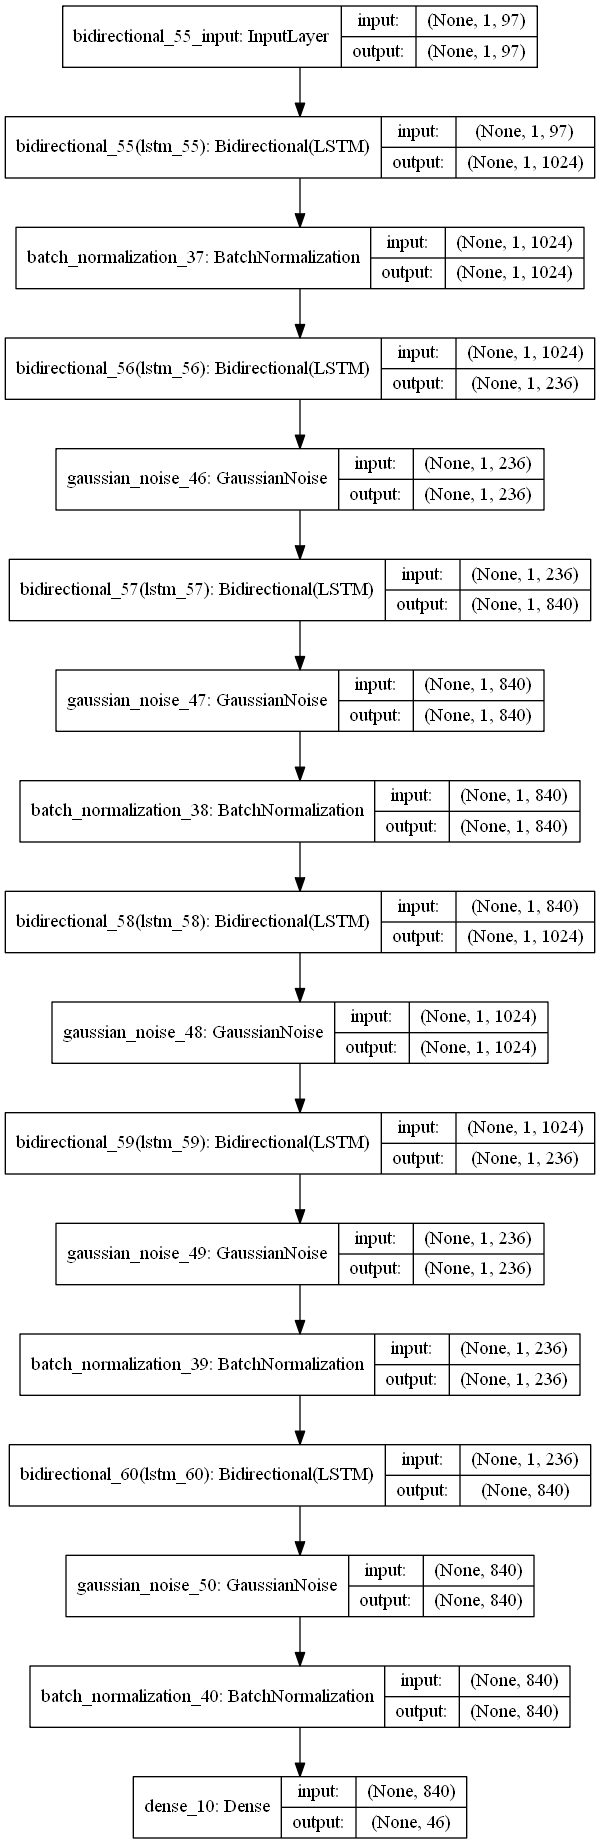 bidirectional_55_input: InputLayer
input: (None, 1, 97)
output: (None, 1, 97)
bidirectional_55(lstm_55): Bidirectional(LSTM)
input: (None, 1, 97)
output: (None, 1, 1024)
batch_normalization_37: BatchNormalization
input: (None, 1, 1024)
output: (None, 1, 1024)
bidirectional_56(lstm_56): Bidirectional(LSTM)
input: (None, 1, 1024)
output: (None, 1, 236)
gaussian_noise_46: GaussianNoise
input: (None, 1, 236)
output: (None, 1, 236)
bidirectional_57(lstm_57): Bidirectional(LSTM)
input: (None, 1, 236)
output: (None, 1, 840)
gaussian_noise_47: GaussianNoise
input: (None, 1, 840)
output: (None, 1, 840)
batch_normalization_38: BatchNormalization
input: (None, 1, 840)
output: (None, 1, 840)
bidirectional_58(lstm_58): Bidirectional(LSTM)
input: (None, 1, 840)
output: (None, 1, 1024)
gaussian_noise_48: GaussianNoise
input: (None, 1, 1024)
output: (None, 1, 1024)
bidirectional_59(lstm_59): Bidirectional(LSTM)
input: (None, 1, 1024)
output: (None, 1, 236)
gaussian_noise_49: GaussianNoise
input: (None, 1, 236)
output: (None, 1, 236)
batch_normalization_39: BatchNormalization
input: (None, 1, 236)
output: (None, 1, 236)
bidirectional_60(lstm_60): Bidirectional(LSTM)
input: (None, 1, 236)
output: (None, 840)
gaussian_noise_50: GaussianNoise
input: (None, 840)
output: (None, 840)
batch_normalization_40: BatchNormalization
input: (None, 840)
output: (None, 840)
dense_10: Dense
input: (None, 840)
output: (None, 46)